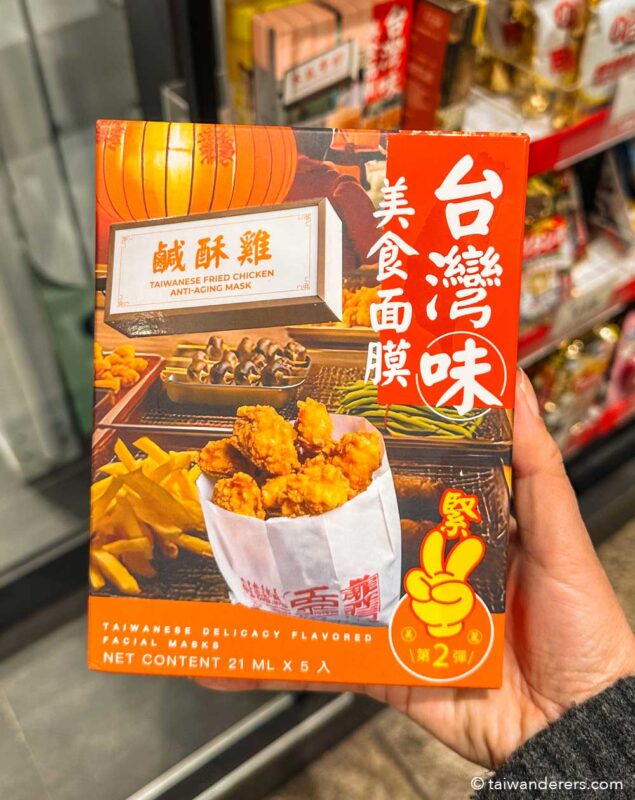 台灣味
美食面膜
鹹酥雞
TAIWANESE FRIED CHICKEN
ANTI-AGING MASK
緊
第2彈
TAIWANESE DELICACY FLAVORED
FACIAL MASKS
NET CONTENT 21 ML X 5 入
© taiwanderers.com